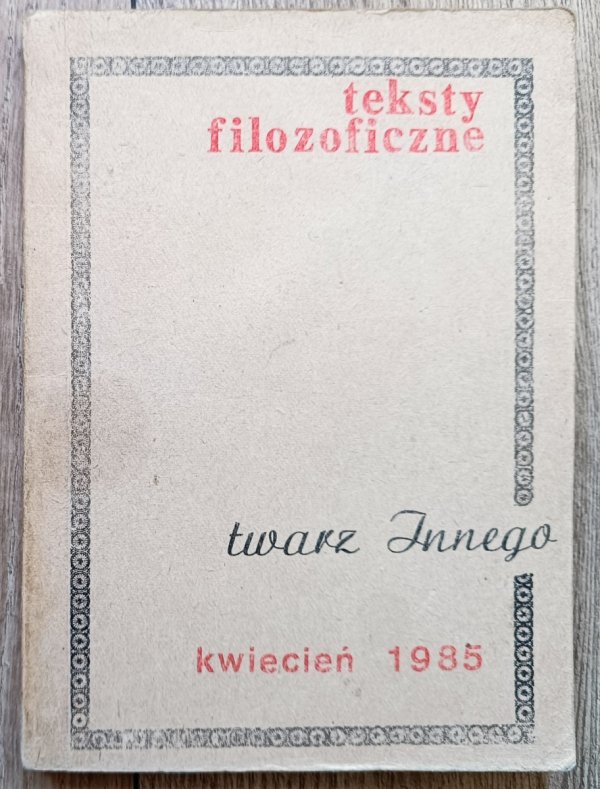 teksty
filozoficzne
twarz Innego
kwiecień 1985